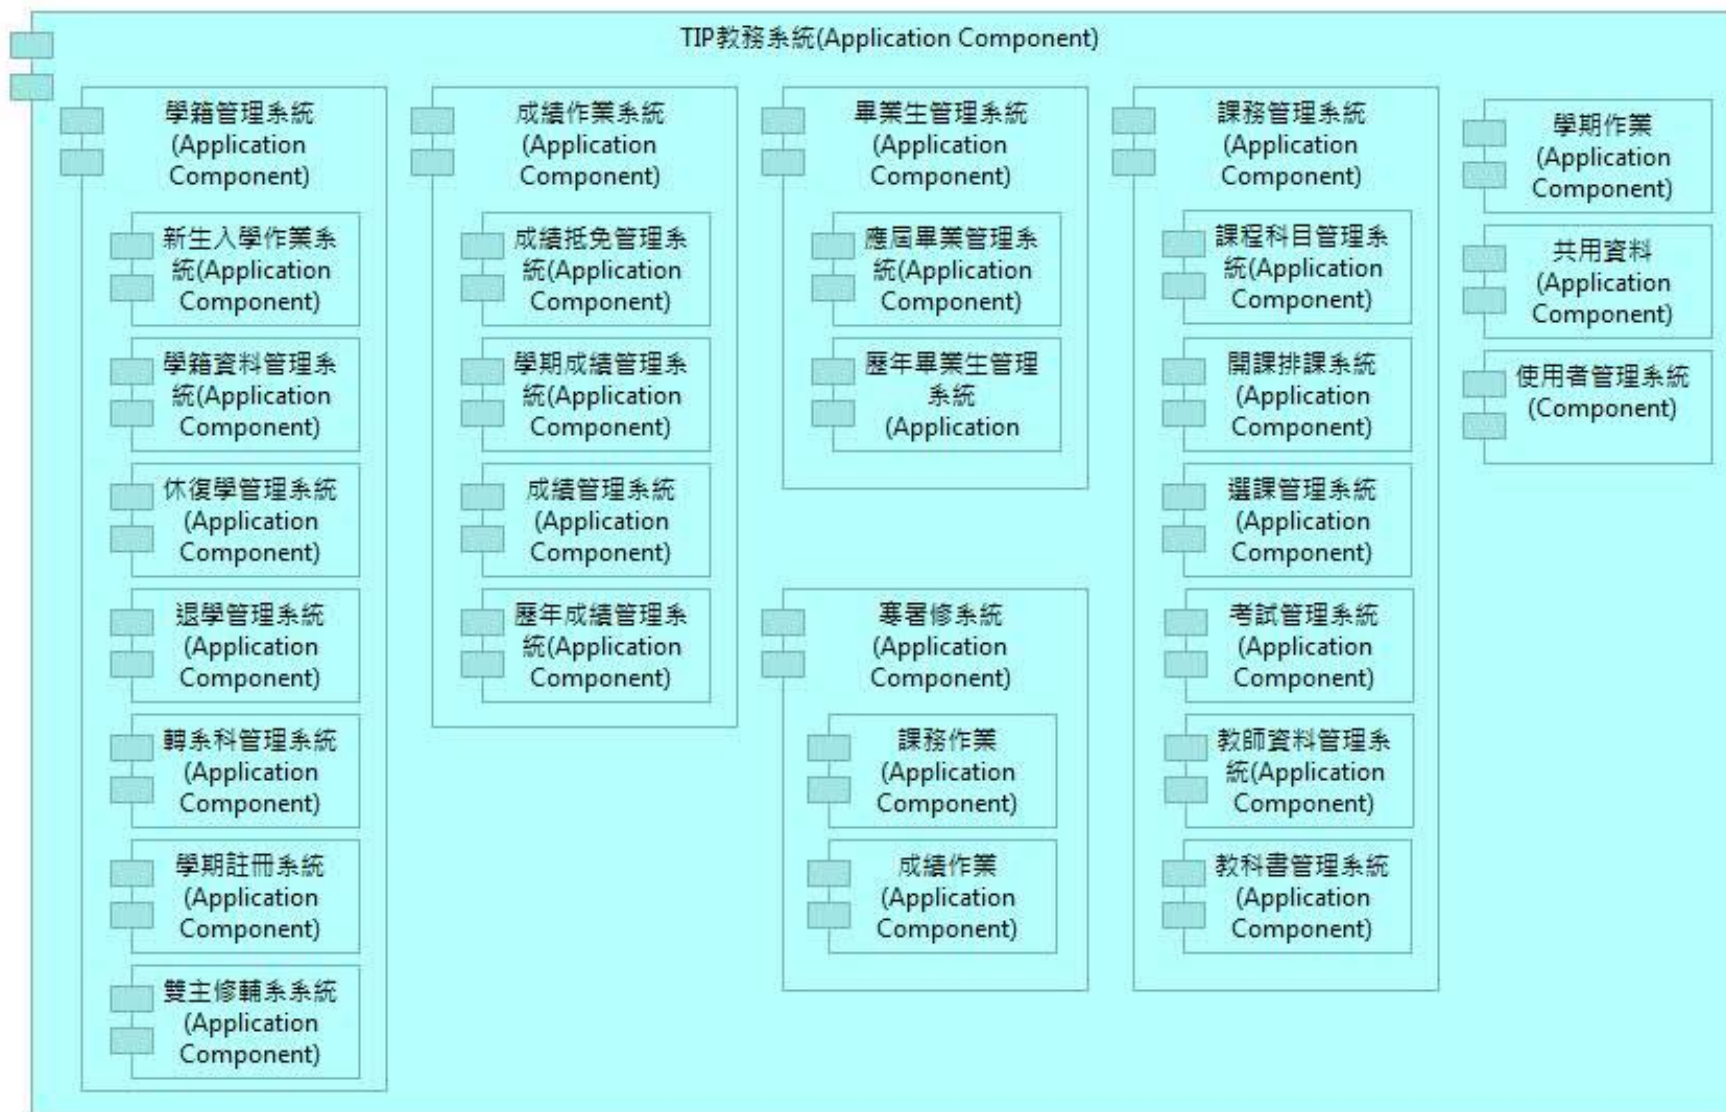 TIP教務系統(Application Component)
學籍管理系統
(Application
Component)
新生入學作業系
統(Application
Component)
學籍資料管理系
統(Application
Component)
休復學管理系統
(Application
Component)
退學管理系統
(Application
Component)
轉系科管理系統
(Application
Component)
學期註冊系統
(Application
Component)
雙主修輔系系統
(Application
Component)
成績作業系統
(Application
Component)
成績抵免管理系
統(Application
Component)
學期成績管理系
統(Application
Component)
成績管理系統
(Application
Component)
歷年成績管理系
統(Application
Component)
畢業生管理系統
(Application
Component)
應屆畢業管理系
統(Application
Component)
歷年畢業生管理
系統
(Application
寒暑修系統
(Application
Component)
課務作業
(Application
Component)
成績作業
(Application
Component)
課務管理系統
(Application
Component)
課程科目管理系
統(Application
Component)
開課排課系統
(Application
Component)
選課管理系統
(Application
Component)
考試管理系統
(Application
Component)
教師資料管理系
統(Application
Component)
教科書管理系統
(Application
Component)
學期作業
(Application
Component)
共用資料
(Application
Component)
使用者管理系統
(Component)